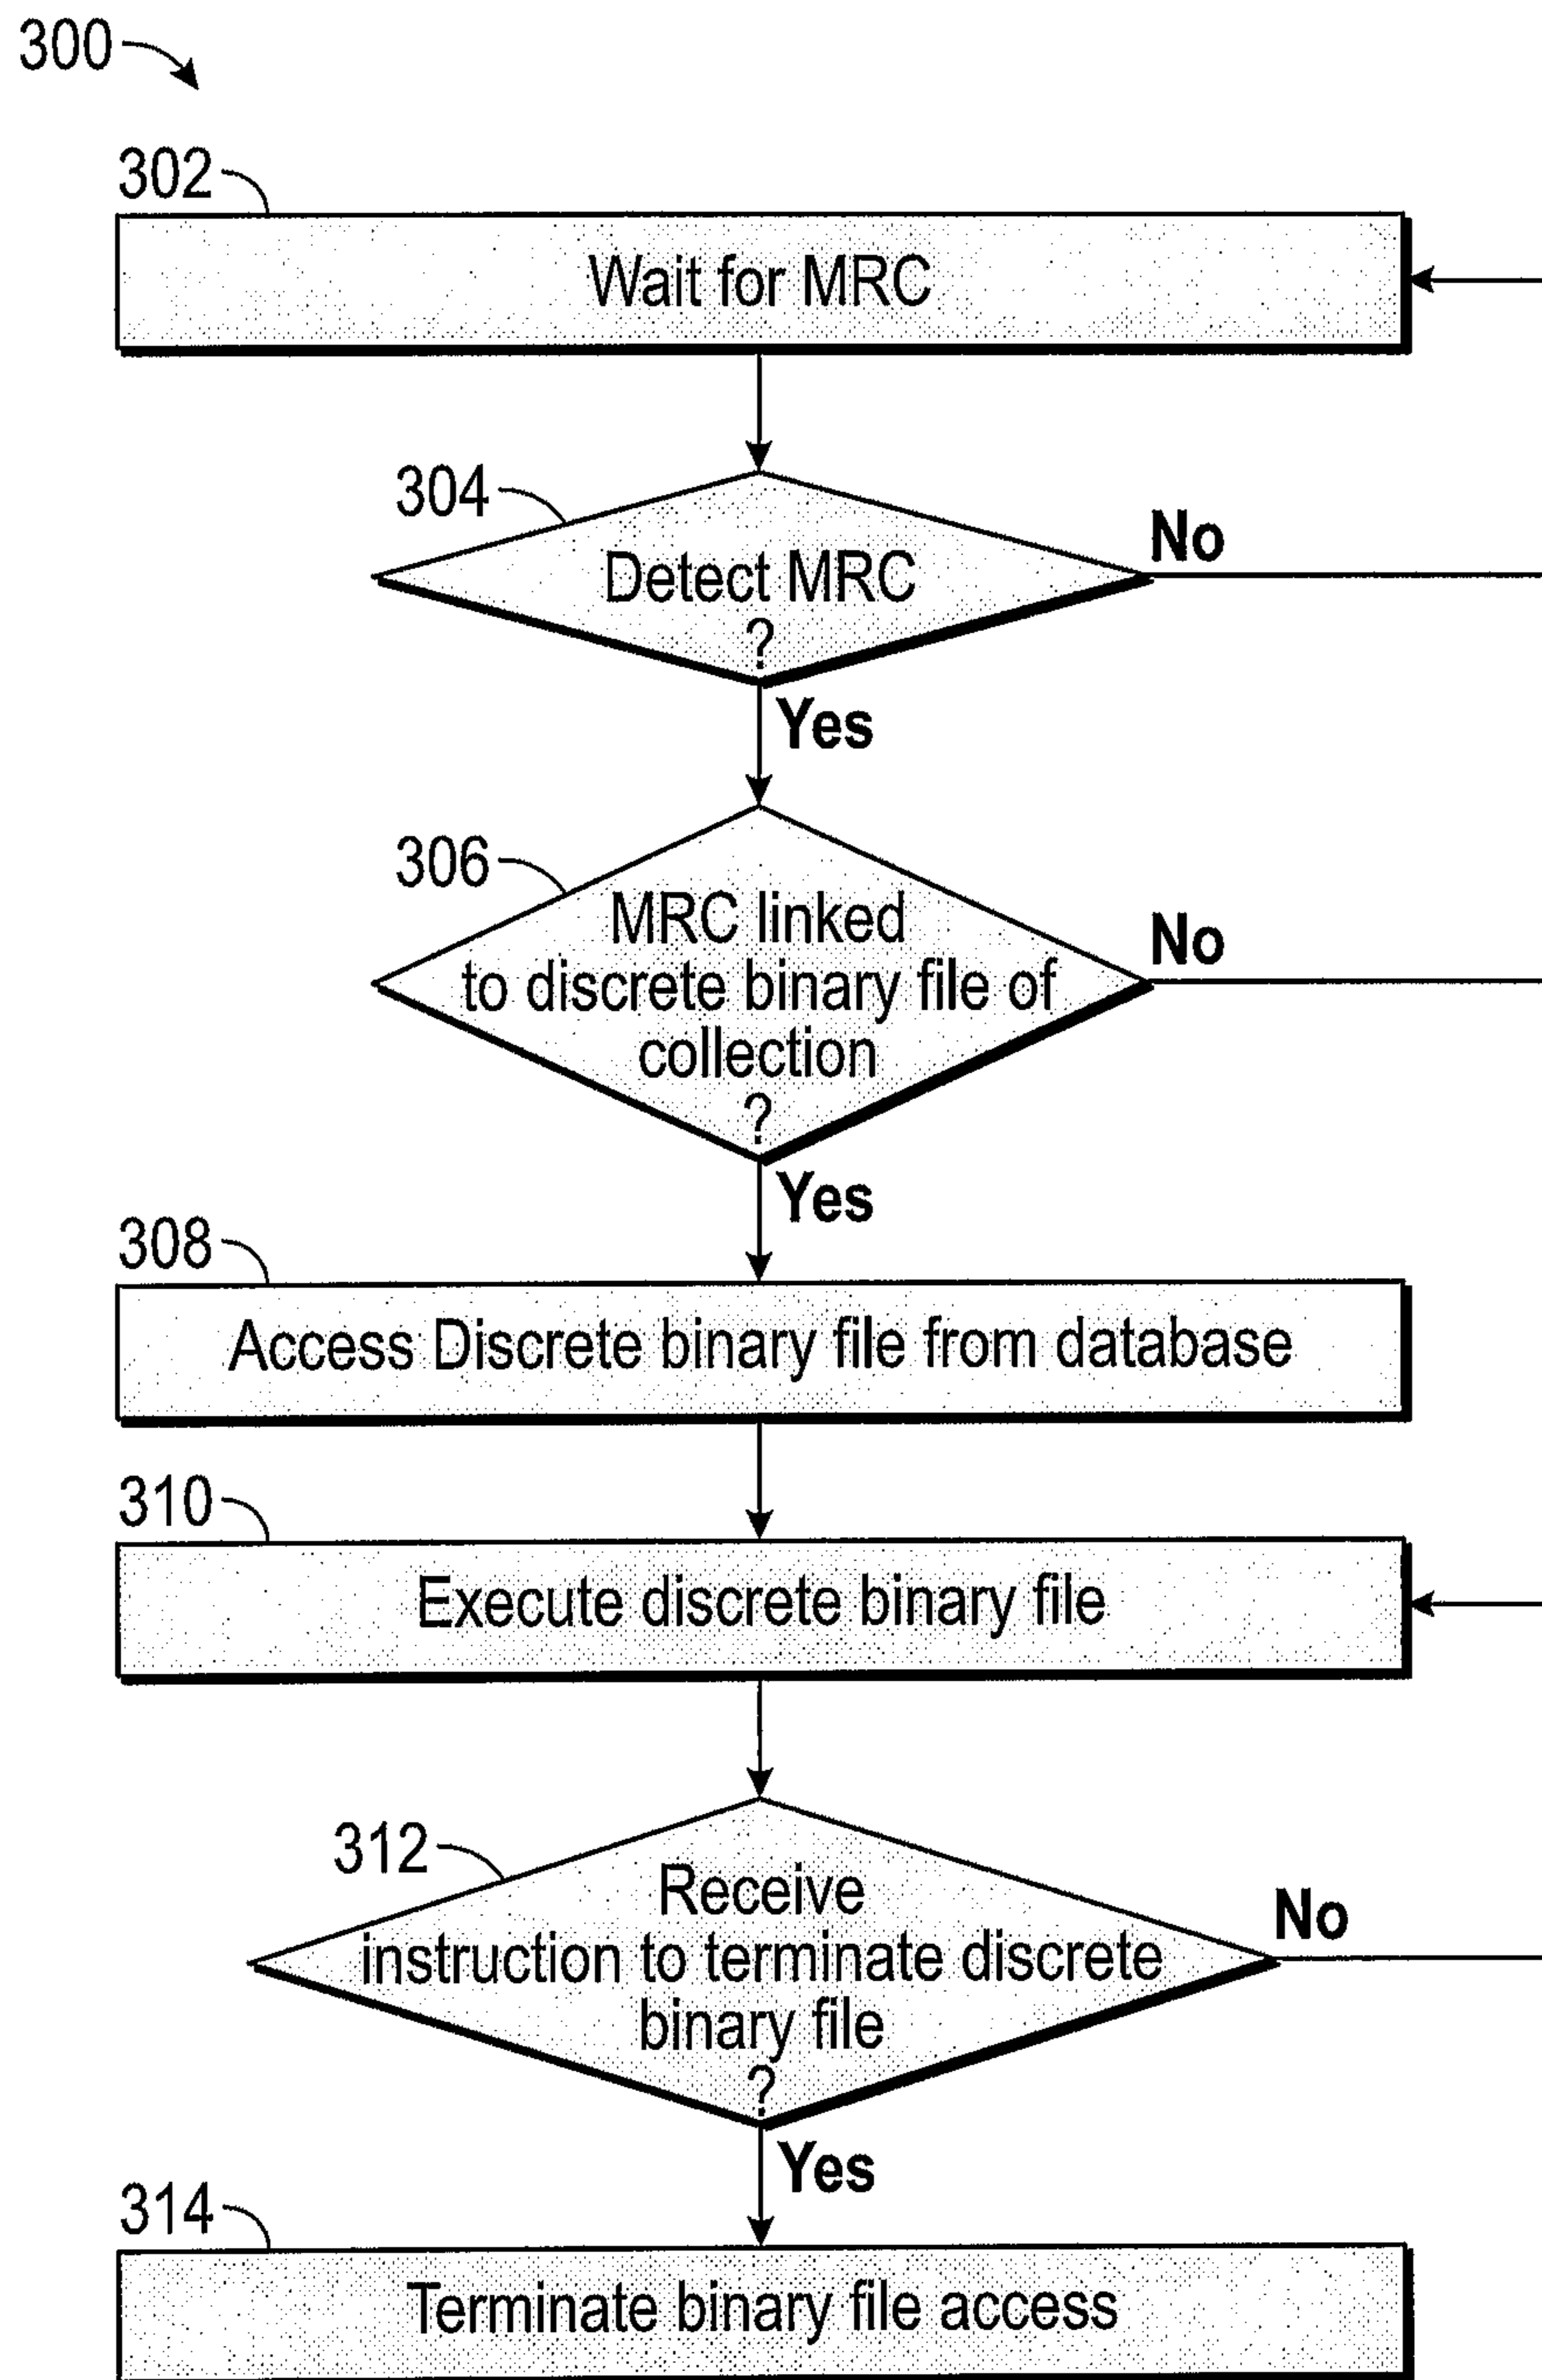 300
302
Wait for MRC
304
Detect MRC
?
No
Yes
306
MRC linked
to discrete binary file of
collection
?
No
Yes
308
Access Discrete binary file from database
310
Execute discrete binary file
312
Receive
instruction to terminate discrete
binary file
?
No
Yes
314
Terminate binary file access